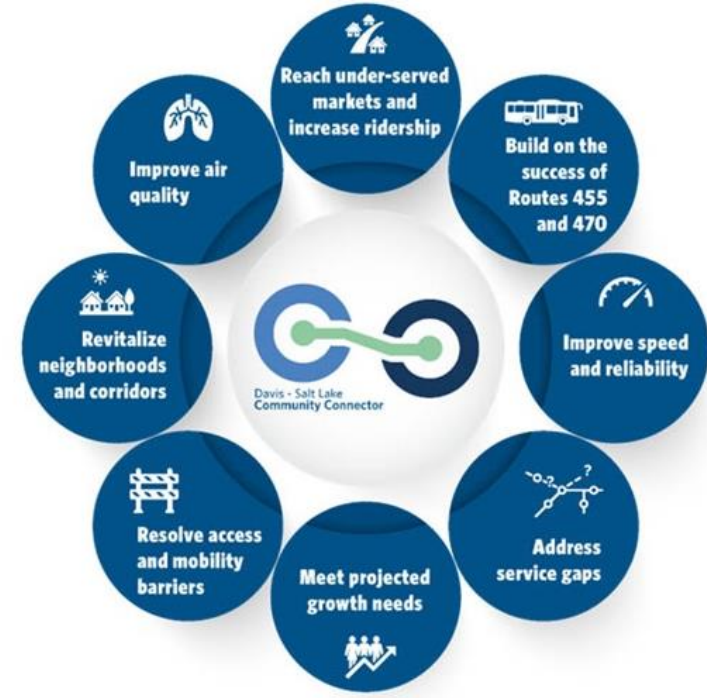 Reach under-served
markets and
increase ridership
Build on the
success of
Routes 455
and 470
Improve speed
and reliability
?
?
Address
service gaps
Meet projected
growth needs
Resolve access
and mobility
barriers
Revitalize
neighborhoods
and corridors
Improve air
quality
Davis - Salt Lake
Community Connector